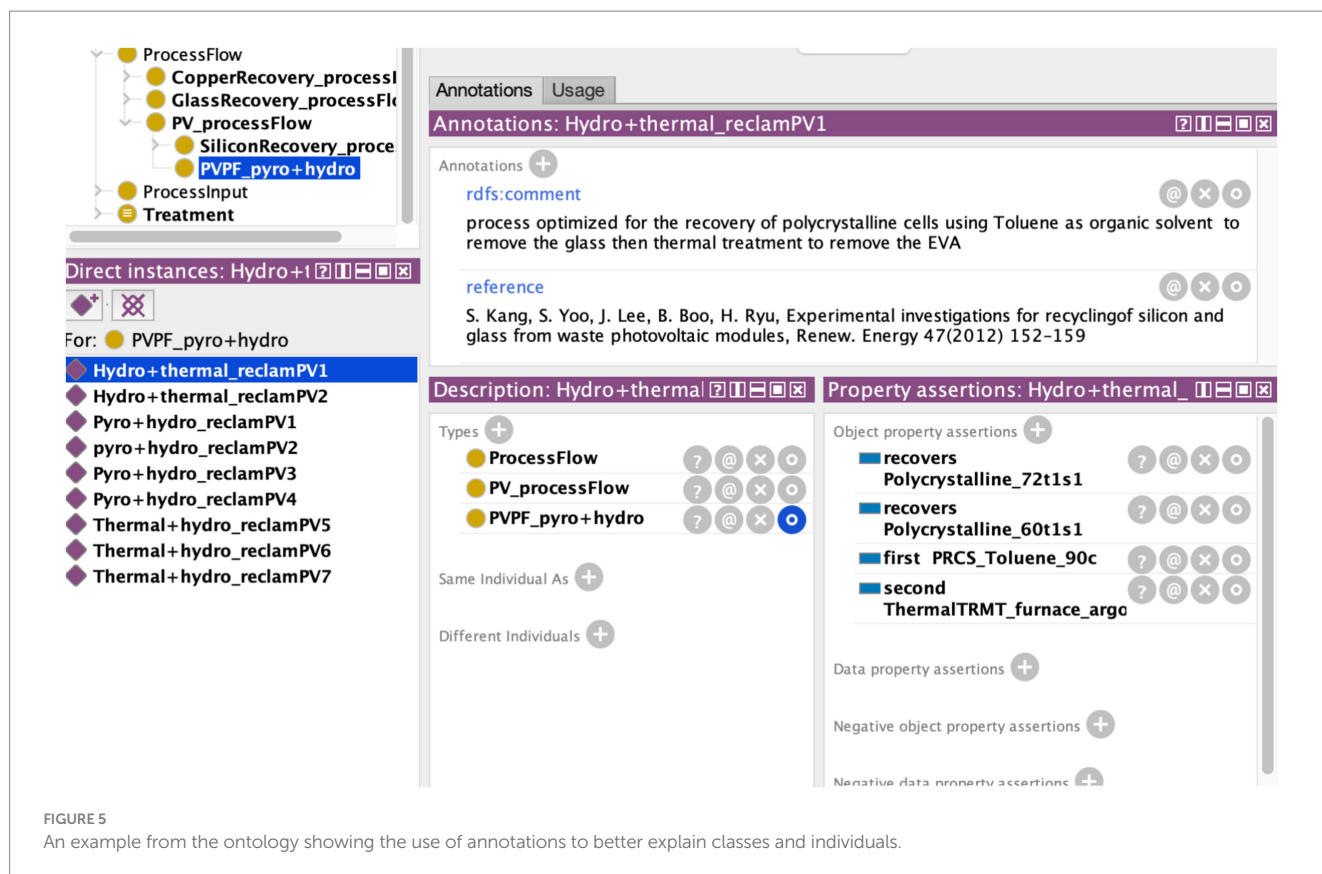 ProcessFlow
CopperRecovery_process
GlassRecovery_processFl
PV_processFlow
SiliconRecovery_proce
PVPF_pyro+hydro
ProcessInput
Treatment
Direct instances: Hydro+t
For: PVPF_pyro+hydro
Hydro+thermal_reclamPV1
Hydro+thermal_reclamPV2
Pyro+hydro_reclamPV1
pyro+hydro_reclamPV2
Pyro+hydro_reclamPV3
Pyro+hydro_reclamPV4
Thermal+hydro_reclamPV5
Thermal+hydro_reclamPV6
Thermal+hydro_reclamPV7
Annotations Usage
Annotations: Hydro+thermal_reclamPV1
Annotations
rdfs:comment
process optimized for the recovery of polycrystalline cells using Toluene as organic solvent to
remove the glass then thermal treatment to remove the EVA
reference
S. Kang, S. Yoo, J. Lee, B. Boo, H. Ryu, Experimental investigations for recyclingof silicon and
glass from waste photovoltaic modules, Renew. Energy 47(2012) 152-159
Description: Hydro+thermal
Types
ProcessFlow
PV_processFlow
PVPF_pyro+hydro
Same Individual As
Different Individuals
Property assertions: Hydro+thermal_
Object property assertions
recovers
Polycrystalline_72t1s1
recovers
Polycrystalline_60t1s1
first PRCS_Toluene_90c
second
ThermalTRMT_furnace_argo
Data property assertions
Negative object property assertions
Negative data property assertions
FIGURE 5
An example from the ontology showing the use of annotations to better explain classes and individuals.